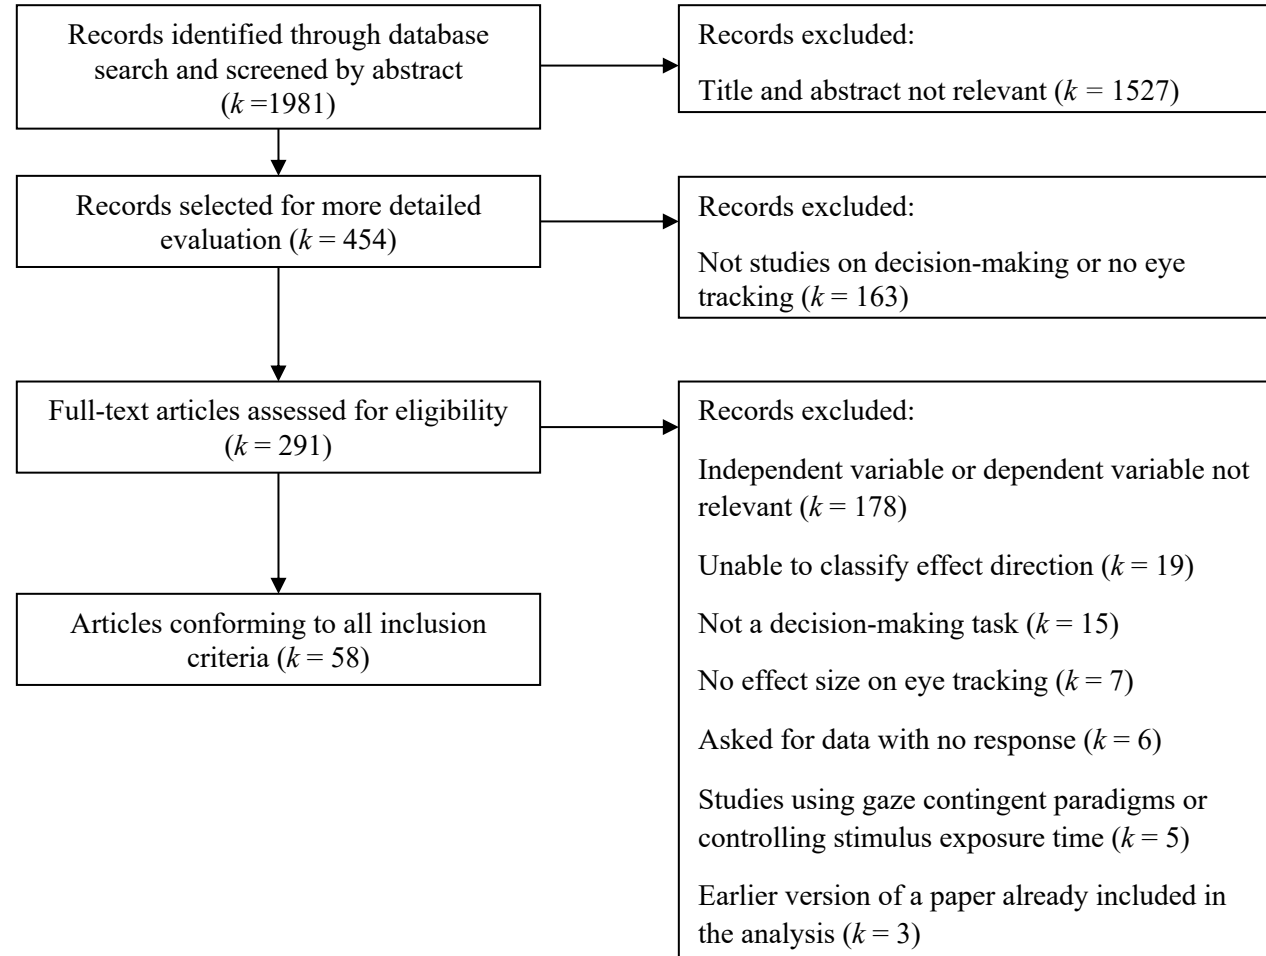 Records identified through database
search and screened by abstract
(k =1981)
Records excluded:
Title and abstract not relevant (k = 1527)
Records selected for more detailed
evaluation (k = 454)
Records excluded:
Not studies on decision-making or no eye
tracking (k = 163)
Full-text articles assessed for eligibility
(k = 291)
Records excluded:
Independent variable or dependent variable not
relevant (k = 178)
Unable to classify effect direction (k = 19)
Not a decision-making task (k = 15)
No effect size on eye tracking (k = 7)
Asked for data with no response (k = 6)
Studies using gaze contingent paradigms or
controlling stimulus exposure time (k = 5)
Earlier version of a paper already included in
the analysis (k = 3)
Articles conforming to all inclusion
criteria (k = 58)